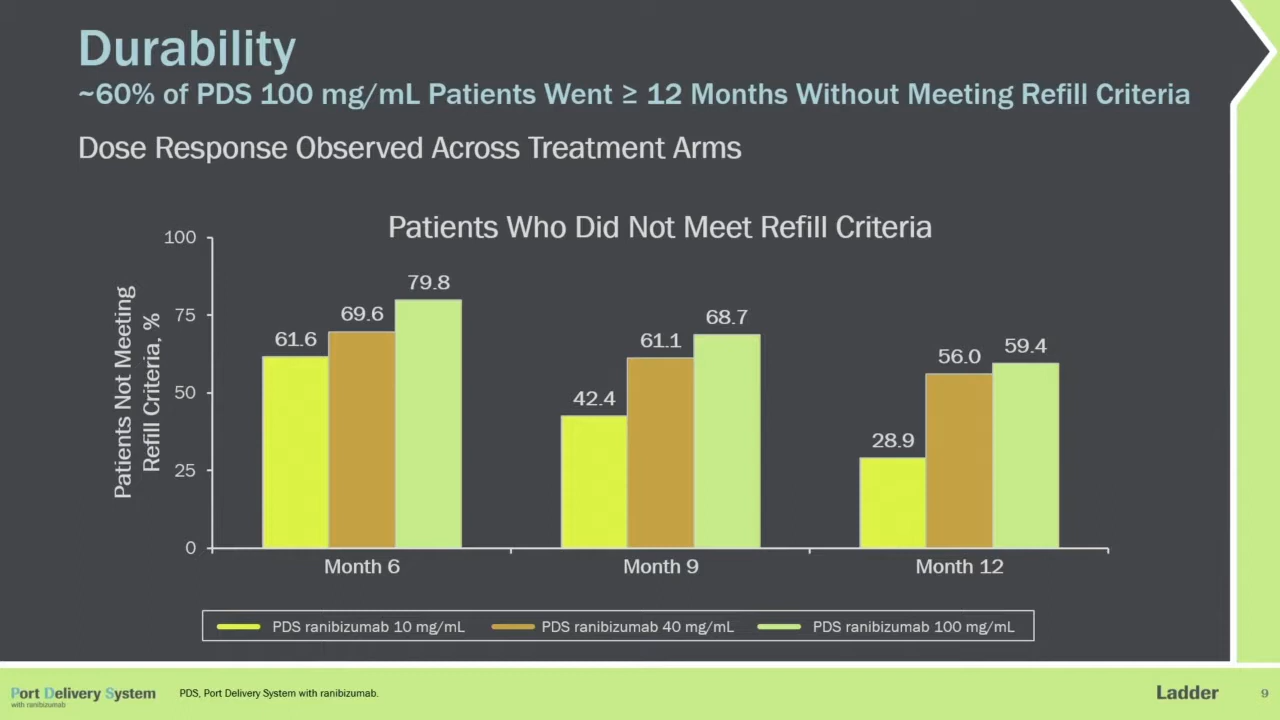 Durability
~60% of PDS 100 mg/mL Patients Went ≥ 12 Months Without Meeting Refill Criteria
Dose Response Observed Across Treatment Arms
Patients Who Did Not Meet Refill Criteria
Patients Not Meeting
Refill Criteria, %
100
75
50
25
0
61.6
69.6
79.8
42.4
61.1
68.7
28.9
56.0
59.4
Month 6
Month 9
Month 12
PDS ranibizumab 10 mg/mL
PDS ranibizumab 40 mg/mL
PDS ranibizumab 100 mg/mL
Port Delivery System
with ranibizumab
PDS, Port Delivery System with ranibizumab.
Ladder
9